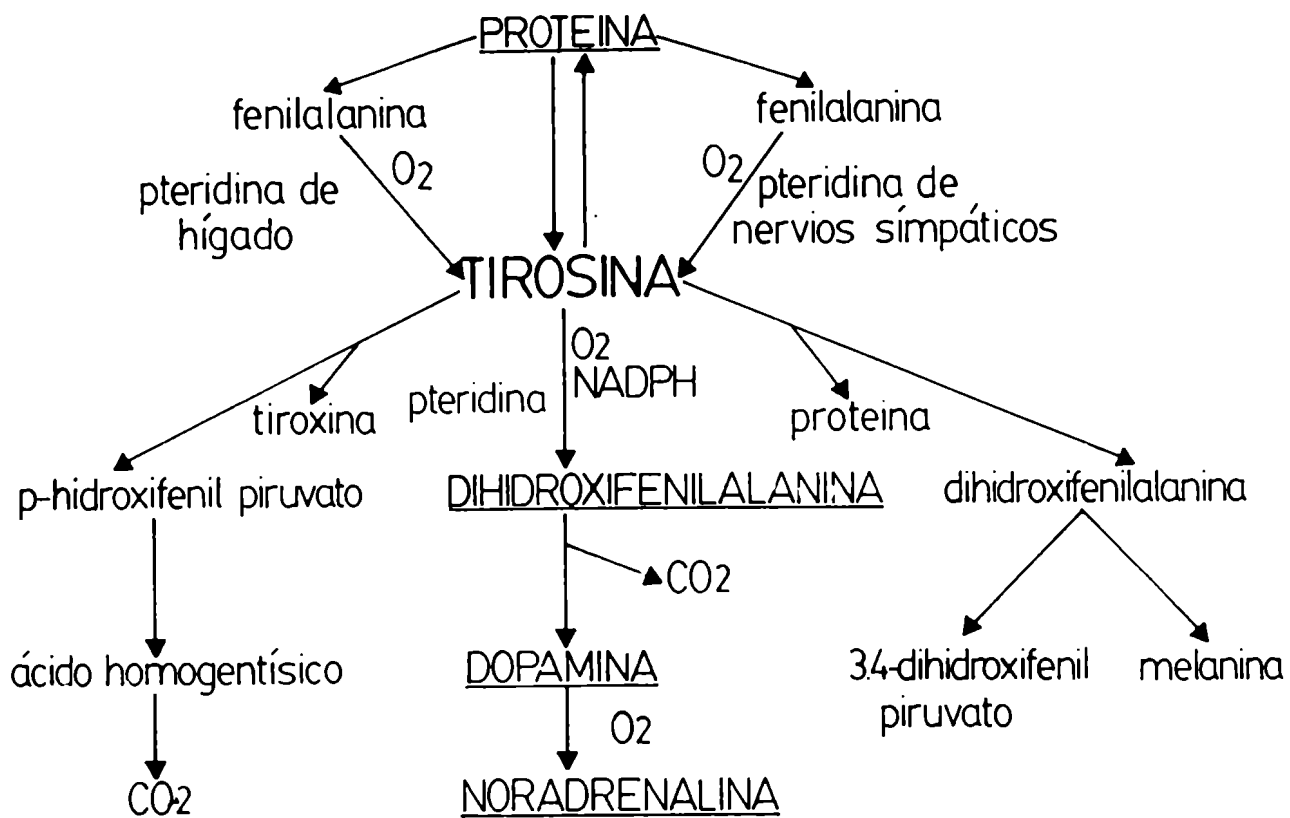 PROTEINA
fenilalanina
fenilalanina
O2
O2
pteridina de
hígado
pteridina de
nervios simpáticos
TIROSINA
O2
NADPH
pteridina
tiroxina
proteina
p-hidroxifenil piruvato
DIHIDROXIFENILALANINA
dihidroxifenilalanina
CO2
ácido homogentísico
DOPAMINA
3.4-dihidroxifenil
piruvato
melanina
O2
CO2
NORADRENALINA